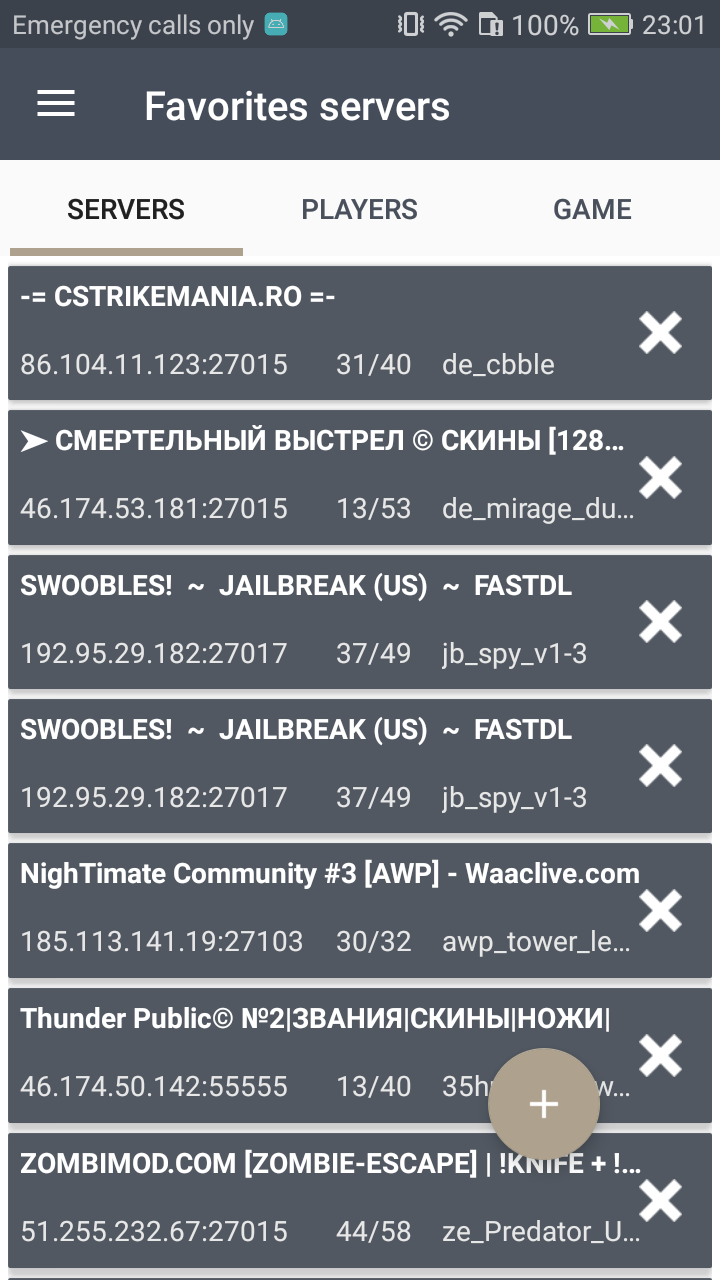 Emergency calls only 100% 23:01
Favorites servers
SERVERS PLAYERS GAME
-= CSTRIKEMANIA.RO =-
86.104.11.123:27015 31/40 de_cbble
➤ СМЕРТЕЛЬНЫЙ ВЫСТРЕЛ © СКИНЫ [128...
46.174.53.181:27015 13/53 de_mirage_du...
SWOOBLES! ~ JAILBREAK (US) ~ FASTDL
192.95.29.182:27017 37/49 jb_spy_v1-3
SWOOBLES! ~ JAILBREAK (US) ~ FASTDL
192.95.29.182:27017 37/49 jb_spy_v1-3
NighTimate Community #3 [AWP] - Waaclive.com
185.113.141.19:27103 30/32 awp_tower_le...
Thunder Public© №2|ЗВАНИЯ|СКИНЫ|НОЖИ|
46.174.50.142:55555 13/40
ZOMBIMOD.COM [ZOMBIE-ESCAPE] | !KNIFE + !...
51.255.232.67:27015 44/58 ze_Predator_U...